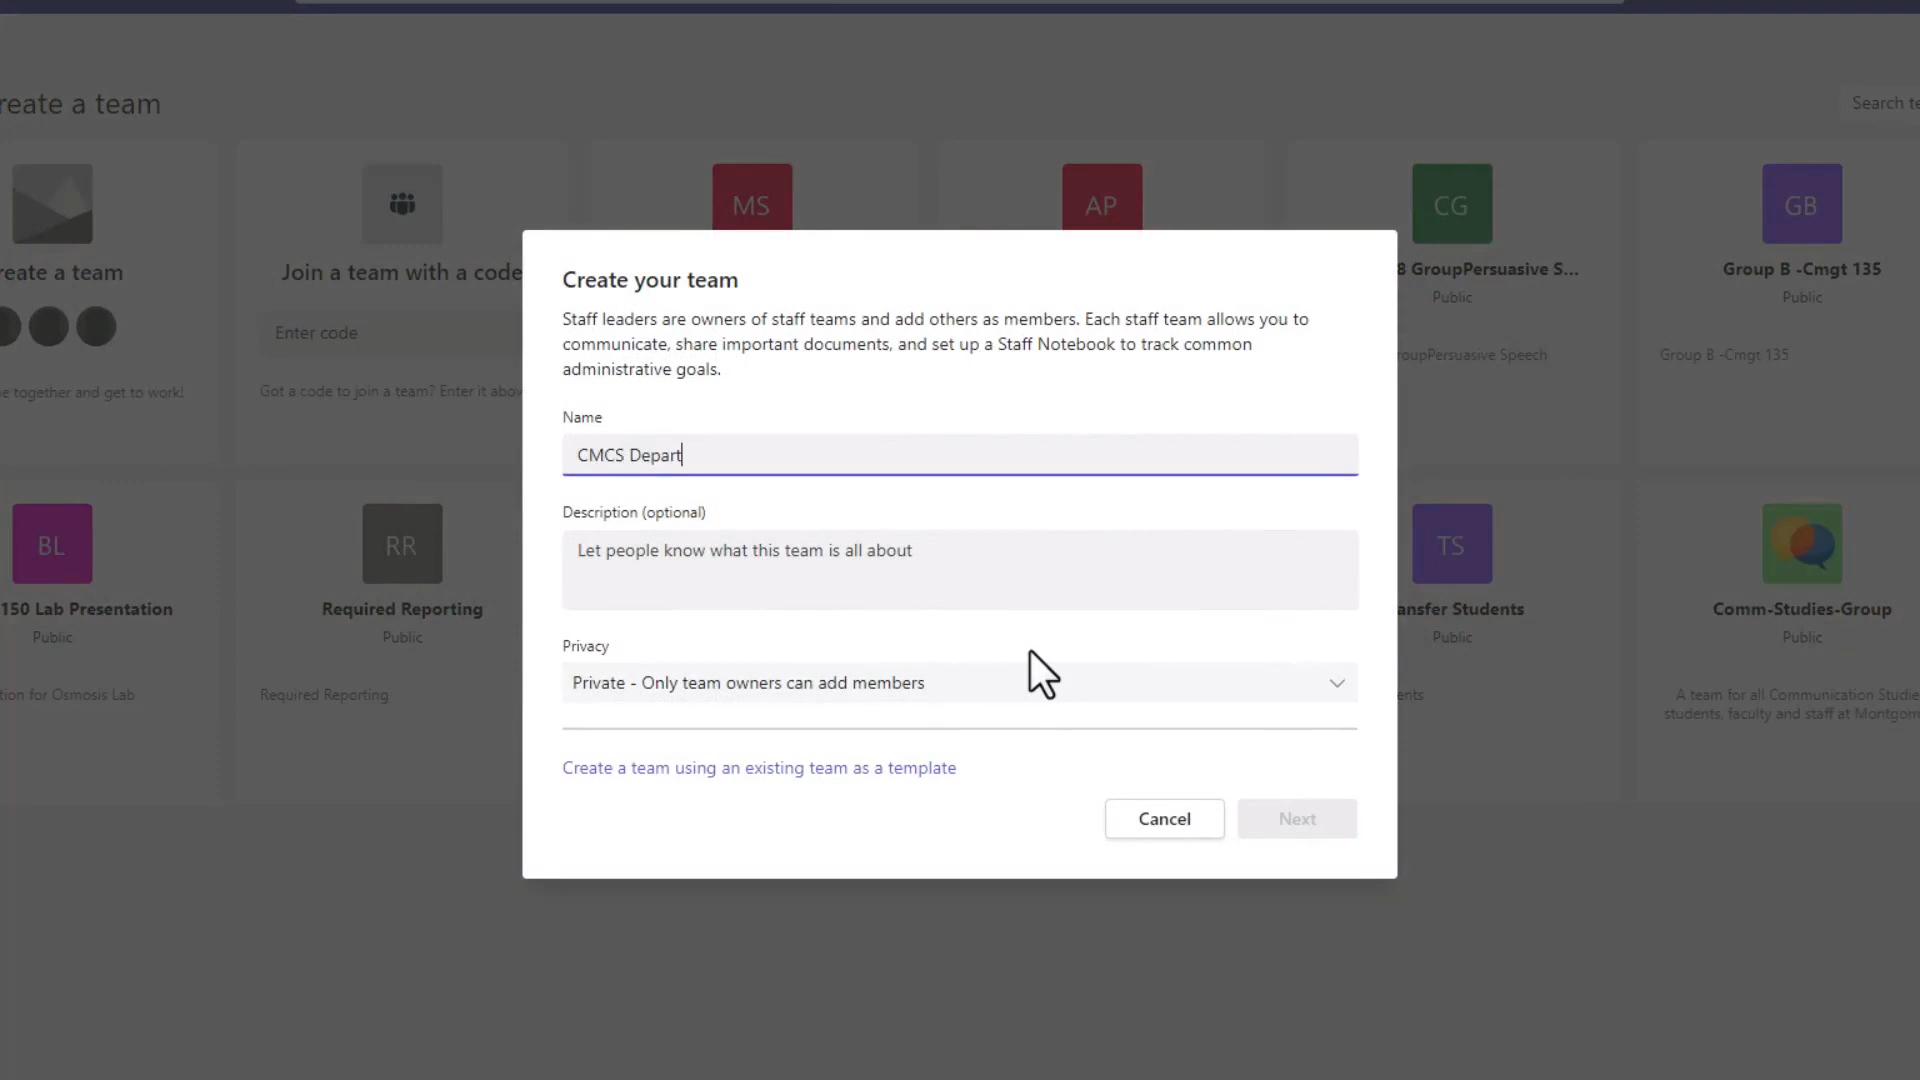 reate a team
Search te
MS
AP
CG
GB
reate a team
Join a team with a code
8 GroupPersuasive S...
Public
Group B -Cmgt 135
Public
Enter code
e together and get to work!
Got a code to join a team? Enter it abov
roupPersuasive Speech
Group B -Cmgt 135
Create your team
Staff leaders are owners of staff teams and add others as members. Each staff team allows you to
communicate, share important documents, and set up a Staff Notebook to track common
administrative goals.
Name
CMCS Depart
Description (optional)
Let people know what this team is all about
Privacy
Private - Only team owners can add members
Create a team using an existing team as a template
Cancel
Next
BL
RR
TS
150 Lab Presentation
Public
Required Reporting
Public
ansfer Students
Public
Comm-Studies-Group
Public
tion for Osmosis Lab
Required Reporting
ents
A team for all Communication Studie
students, faculty and staff at Montgom